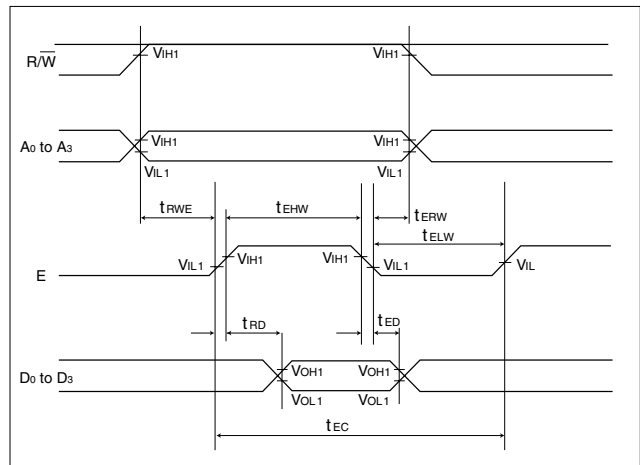 R/W̅ VIH1 VIH1
A0 to A3 VIH1 VIH1
VIL1 VIL1
tRWE tEHW tERW
tELW
E VIL1 VIH1 VIH1 VIL1 VIL
tRD tED
D0 to D3 VOH1 VOH1
VOL1 VOL1
tEC